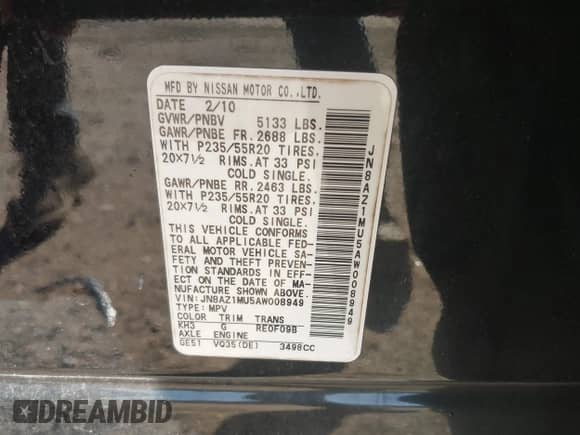 MFD BY NISSAN MOTOR CO.,LTD.
DATE 2/10
GVWR/PNBV 5133 LBS.
GAWR/PNBE FR. 2688 LBS.
WITH P235/55R20 TIRES.
20×7½ RIMS.AT 33 PSI
COLD SINGLE.
GAWR/PNBE RR. 2463 LBS.
WITH P235/55R20 TIRES.
20×7½ RIMS.AT 33 PSI
COLD SINGLE.
THIS VEHICLE CONFORMS
TO ALL APPLICABLE FED-
ERAL MOTOR VEHICLE SA-
FETY AND THEFT PREVEN-
TION STANDARDS IN EFF-
ECT ON THE DATE OF MA-
NUFACTURE SHOWN ABOVE.
VIN: JN8AZ1MU5AW008949
TYPE: MPV
COLOR TRIM TRANS
KH3 G RE0F09B
AXLE ENGINE
GE51 VQ35(DE) 3498CC
JN8AZ1MU5AW008949
DREAMBID